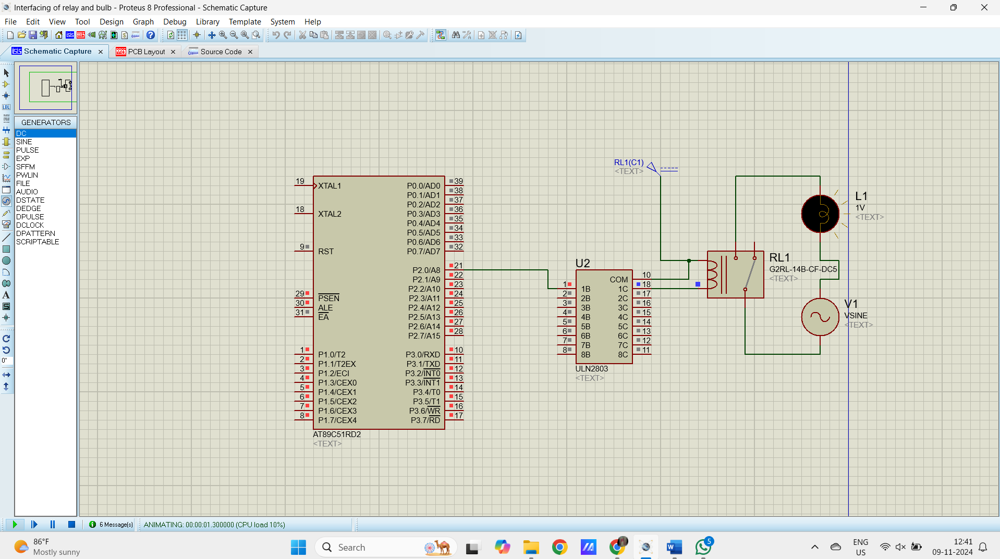 Interfacing of relay and bulb - Proteus 8 Professional - Schematic Capture
File Edit View Tool Design Graph Debug Library Template System Help
Schematic Capture
PCB Layout
Source Code
GENERATORS
DC
SINE
PULSE
EXP
SFFM
PWLIN
FILE
AUDIO
DSTATE
DEDGE
DPULSE
DCLOCK
DPATTERN
SCRIPTABLE
LBL
A
0°
19 XTAL1
18 XTAL2
9 RST
29 PSEN
30 ALE
31 EA
1 P1.0/T2
2 P1.1/T2EX
3 P1.2/ECI
4 P1.3/CEX0
5 P1.4/CEX1
6 P1.5/CEX2
7 P1.6/CEX3
8 P1.7/CEX4
P0.0/AD0 39
P0.1/AD1 38
P0.2/AD2 37
P0.3/AD3 36
P0.4/AD4 35
P0.5/AD5 34
P0.6/AD6 33
P0.7/AD7 32
P2.0/A8 21
P2.1/A9 22
P2.2/A10 23
P2.3/A11 24
P2.4/A12 25
P2.5/A13 26
P2.6/A14 27
P2.7/A15 28
P3.0/RXD 10
P3.1/TXD 11
P3.2/INT0 12
P3.3/INT1 13
P3.4/T0 14
P3.5/T1 15
P3.6/WR 16
P3.7/RD 17
AT89C51RD2
<TEXT>
U2
1 1B
2 2B
3 3B
4 4B
5 5B
6 6B
7 7B
8 8B
COM 10
1C 18
2C 17
3C 16
4C 15
5C 14
6C 13
7C 12
8C 11
ULN2803
<TEXT>
RL1(C1)
<TEXT>
RL1
G2RL-14B-CF-DC5
<TEXT>
L1
1V
<TEXT>
V1
VSINE
<TEXT>
6 Message(s)
ANIMATING: 00:00:01.300000 (CPU load 10%)
86°F
Mostly sunny
Search
5
ENG
US
12:41
09-11-2024